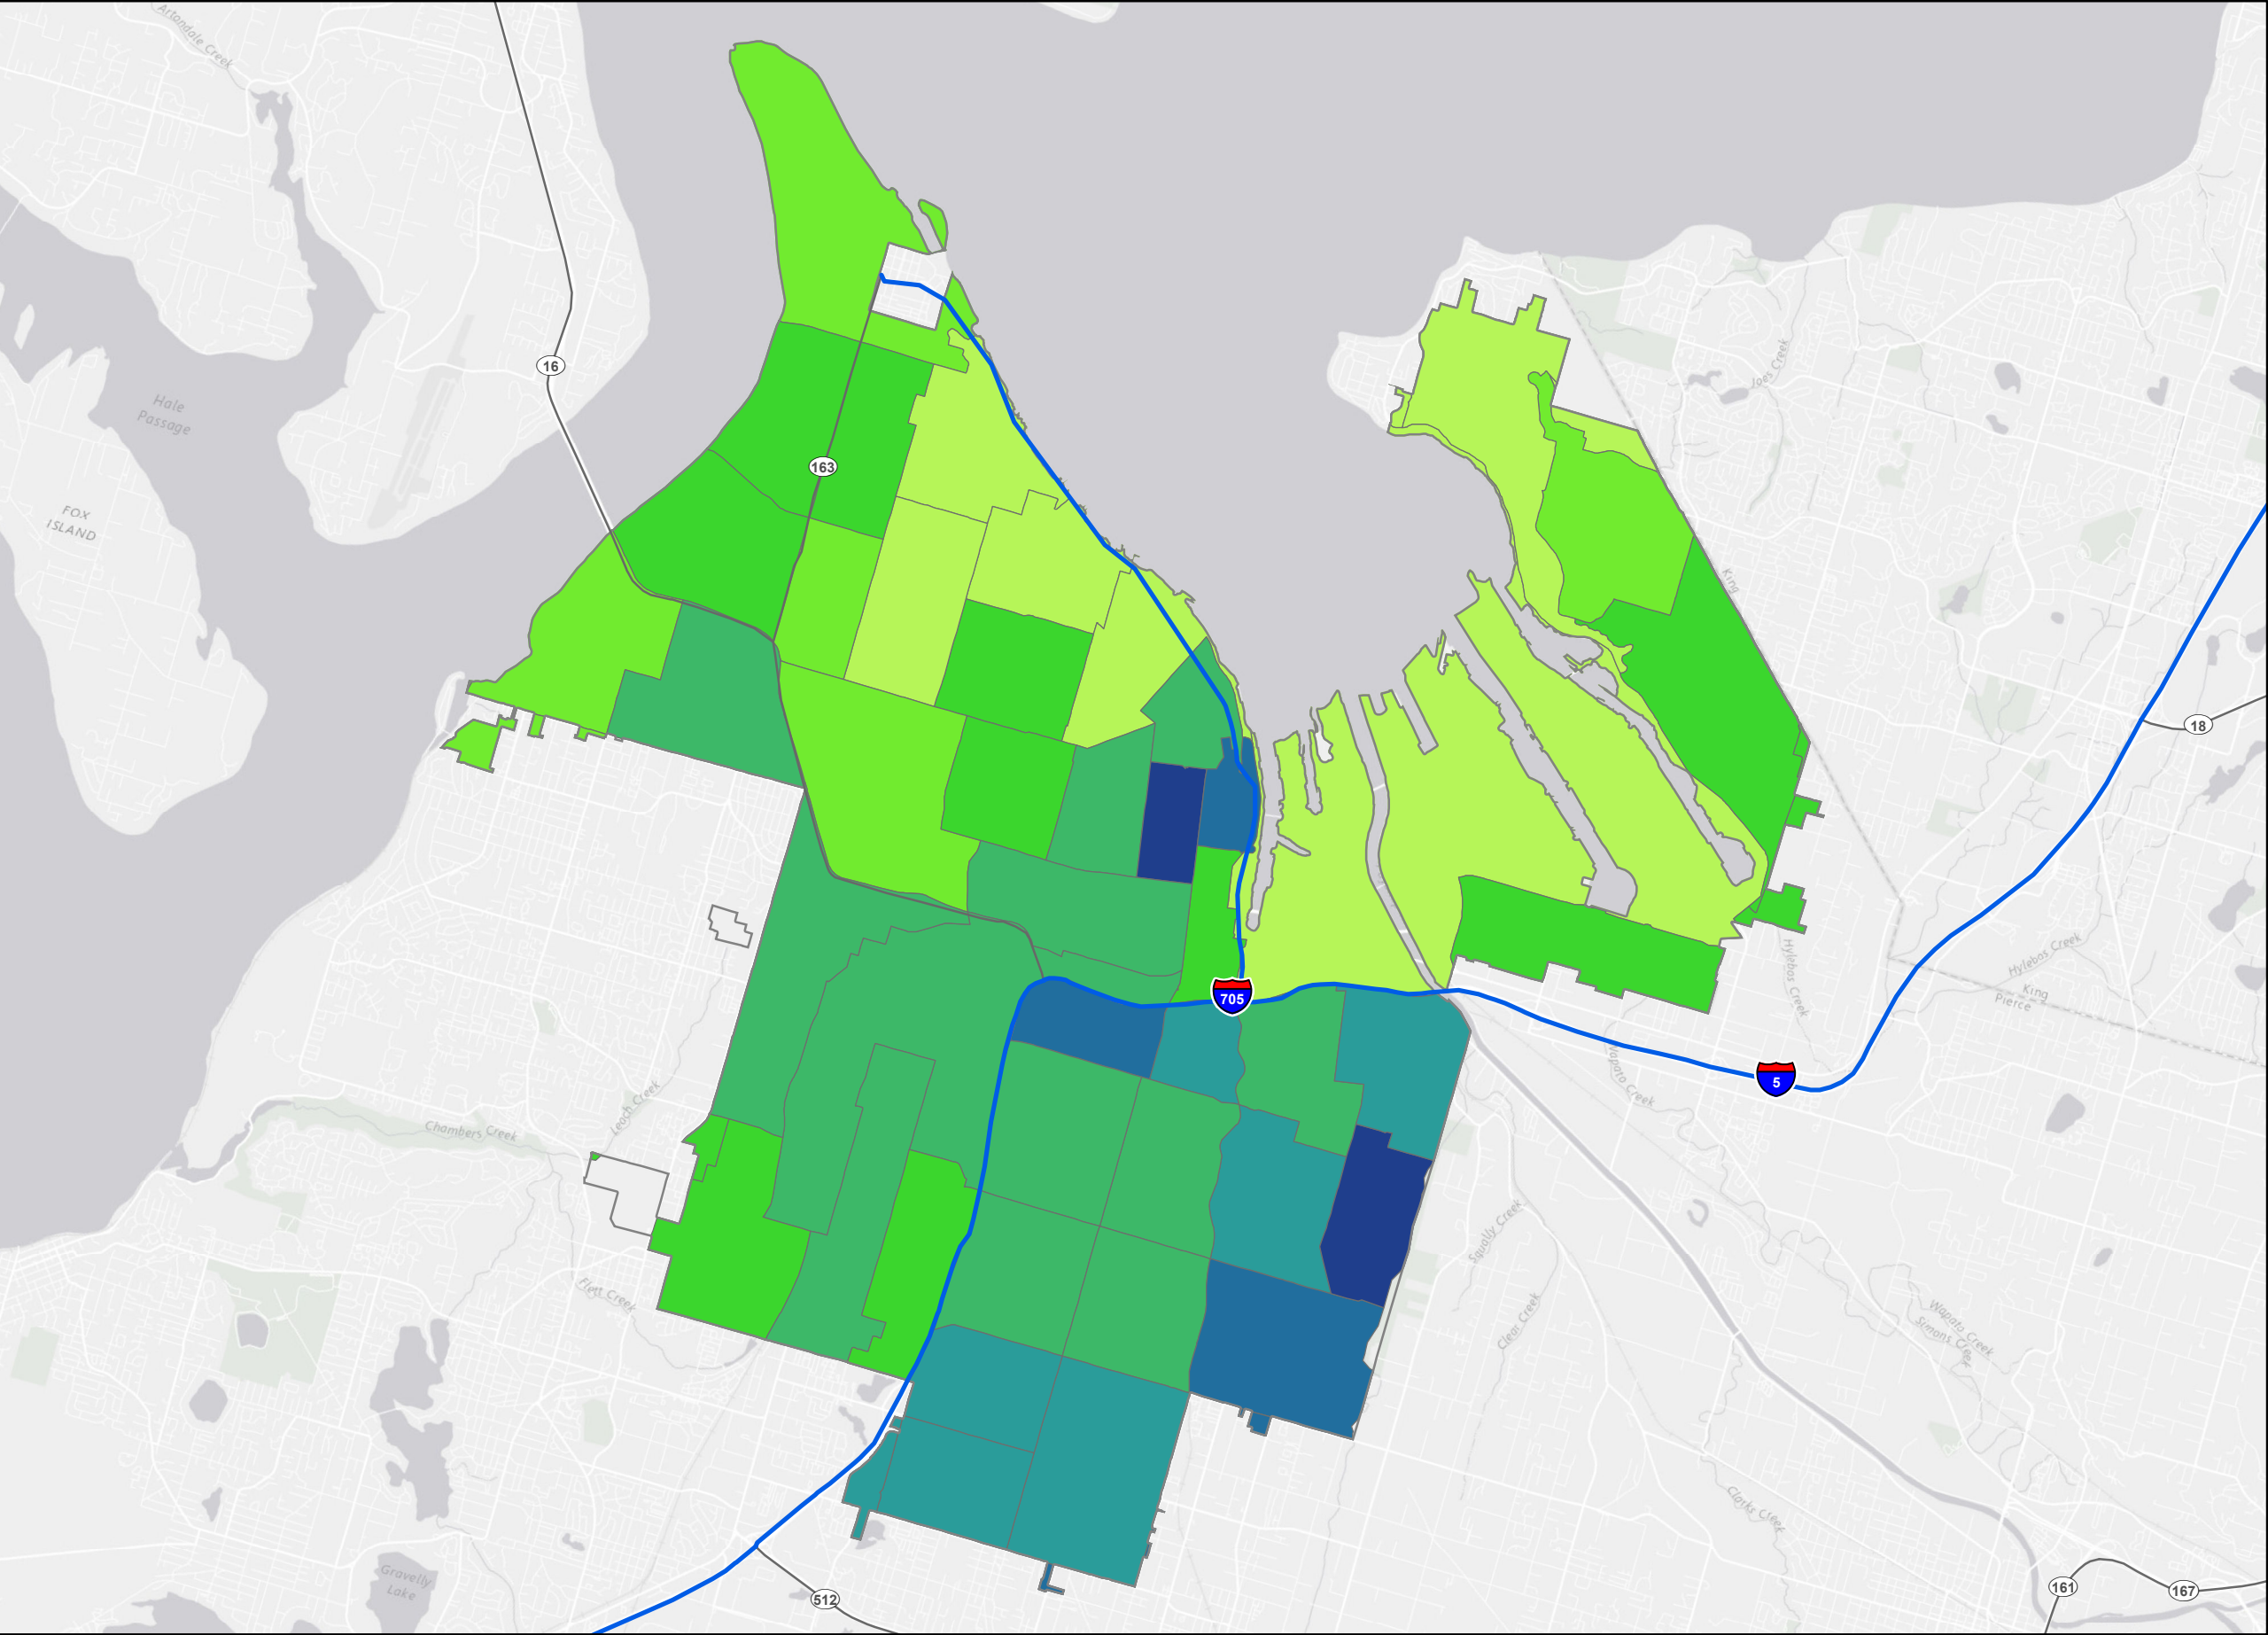 Artondale Creek
16
Hale
Passage
FOX
ISLAND
163
Joes Creek
King
18
705
5
Hylebos Creek
Hylebos Creek
King
Pierce
Wapato Creek
Leach Creek
Chambers Creek
Flett Creek
Squally Creek
Clear Creek
Wapato Creek
Simons Creek
Clarks Creek
Gravelly
Lake
512
161
167